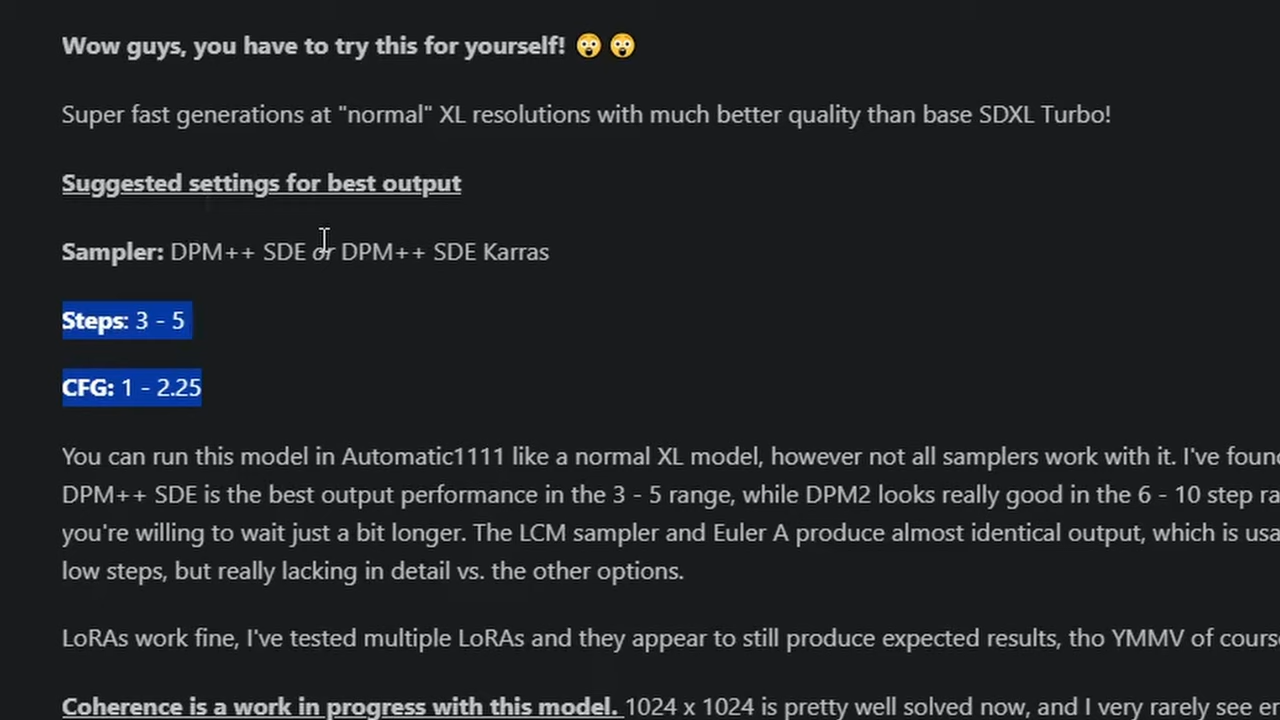 Wow guys, you have to try this for yourself! 😲😲
Super fast generations at "normal" XL resolutions with much better quality than base SDXL Turbo!
Suggested settings for best output
Sampler: DPM++ SDE or DPM++ SDE Karras
Steps: 3 - 5
CFG: 1 - 2.25
You can run this model in Automatic1111 like a normal XL model, however not all samplers work with it. I've
DPM++ SDE is the best output performance in the 3 - 5 range, while DPM2 looks really good in the 6 - 10 step
you're willing to wait just a bit longer. The LCM sampler and Euler A produce almost identical output, which is
low steps, but really lacking in detail vs. the other options.
LoRAs work fine, I've tested multiple LoRAs and they appear to still produce expected results, tho YMMV of
Coherence is a work in progress with this model. 1024 x 1024 is pretty well solved now, and I very rarely see